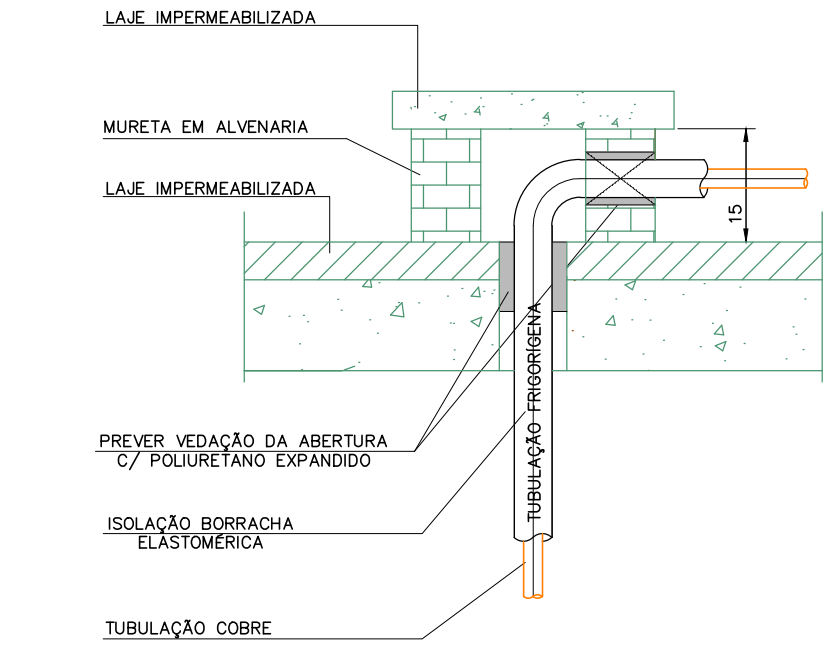 LAJE IMPERMEABILIZADA
MURETA EM ALVENARIA
LAJE IMPERMEABILIZADA
15
TUBULAÇÃO FRIGORÍGENA
PREVER VEDAÇÃO DA ABERTURA
C/ POLIURETANO EXPANDIDO
ISOLAÇÃO BORRACHA
ELASTOMÉRICA
TUBULAÇÃO COBRE